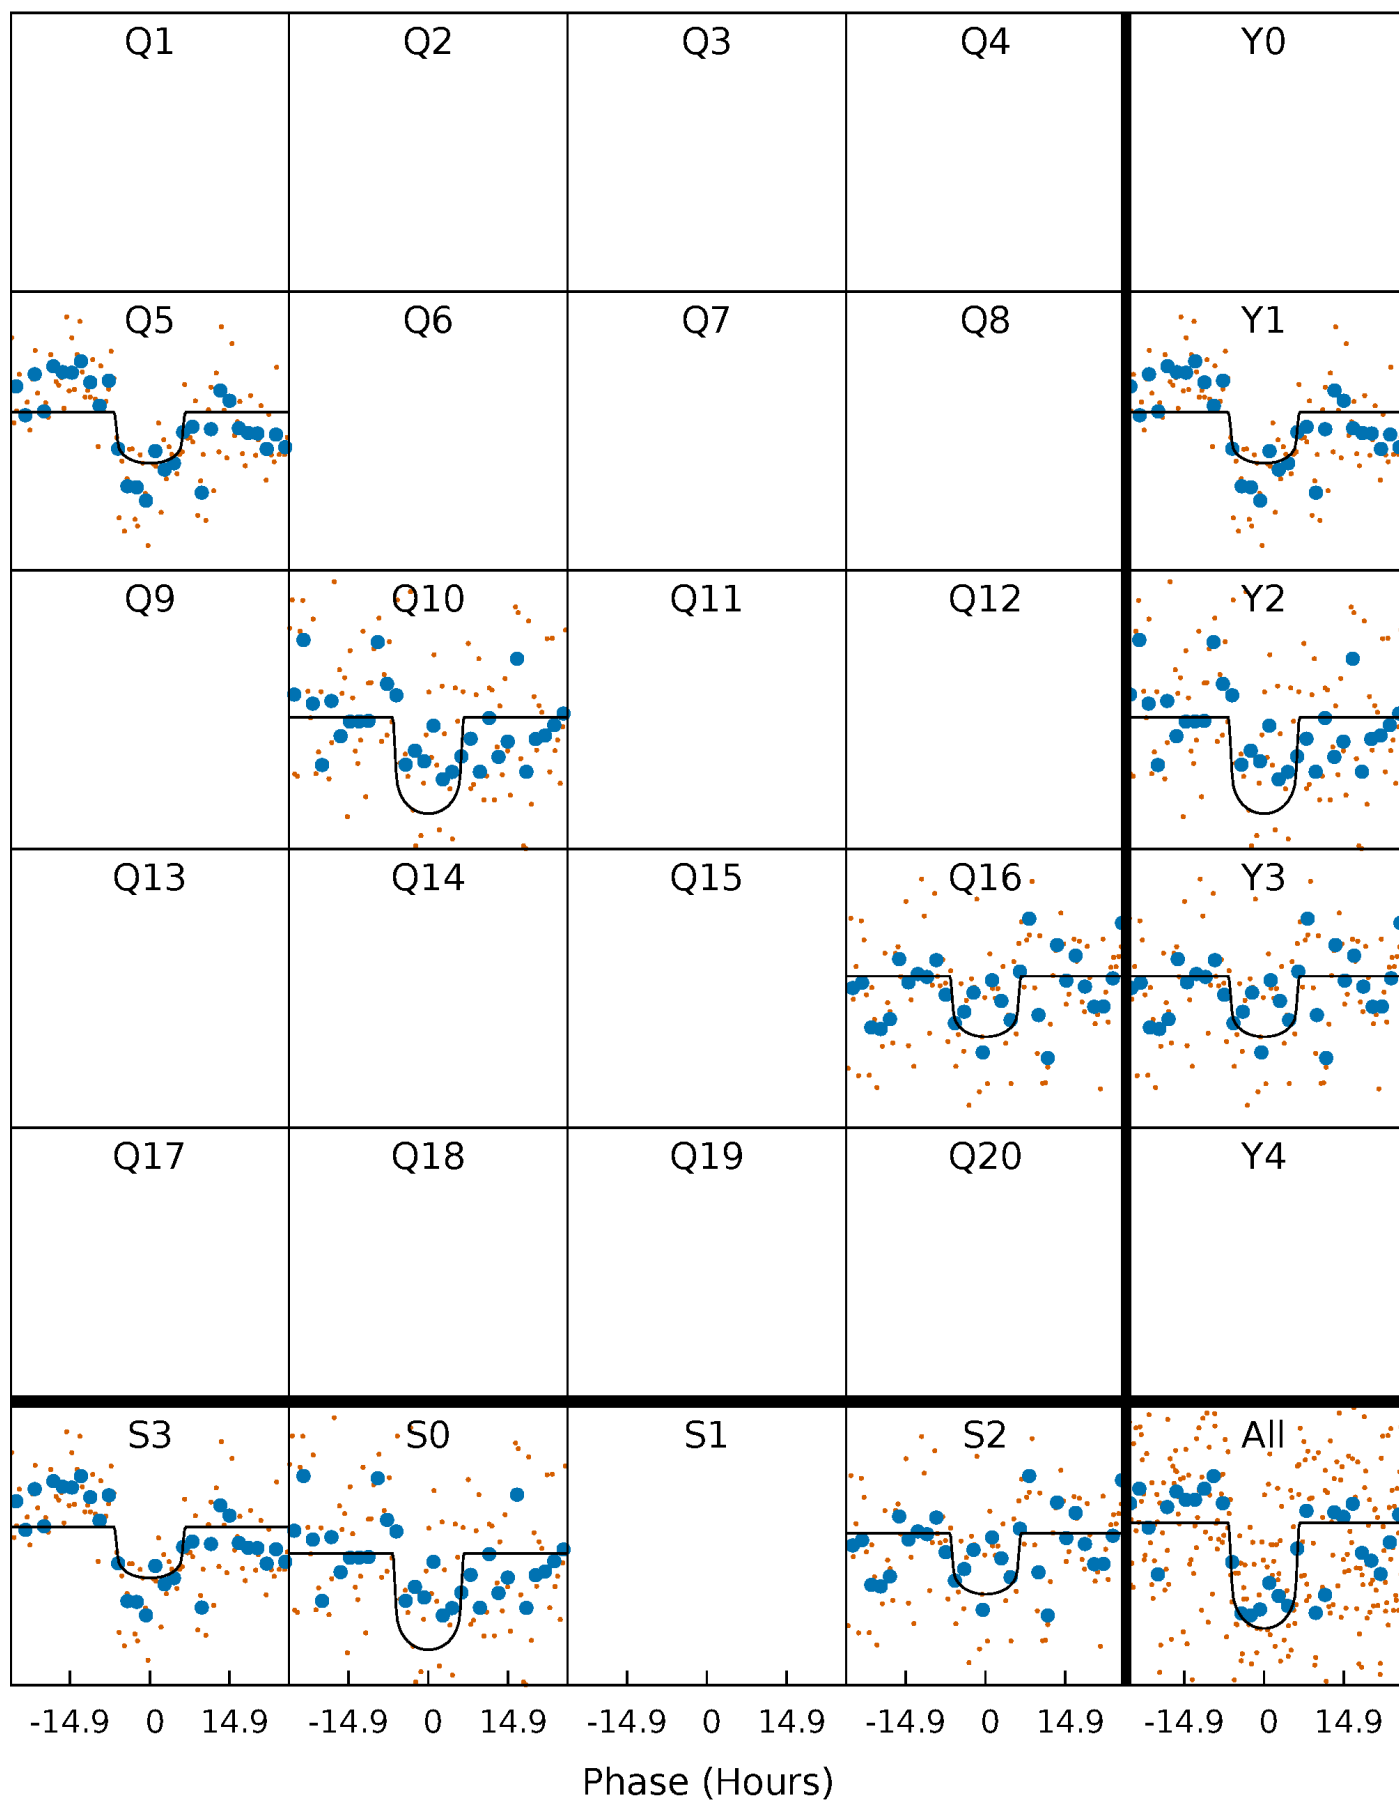 Q1 Q2 Q3 Q4 Y0
Q5 Q6 Q7 Q8 Y1
Q9 Q10 Q11 Q12 Y2
Q13 Q14 Q15 Q16 Y3
Q17 Q18 Q19 Q20 Y4
S3 S0 S1 S2 All
-14.9 0 14.9 -14.9 0 14.9 -14.9 0 14.9 -14.9 0 14.9 -14.9 0 14.9
Phase (Hours)